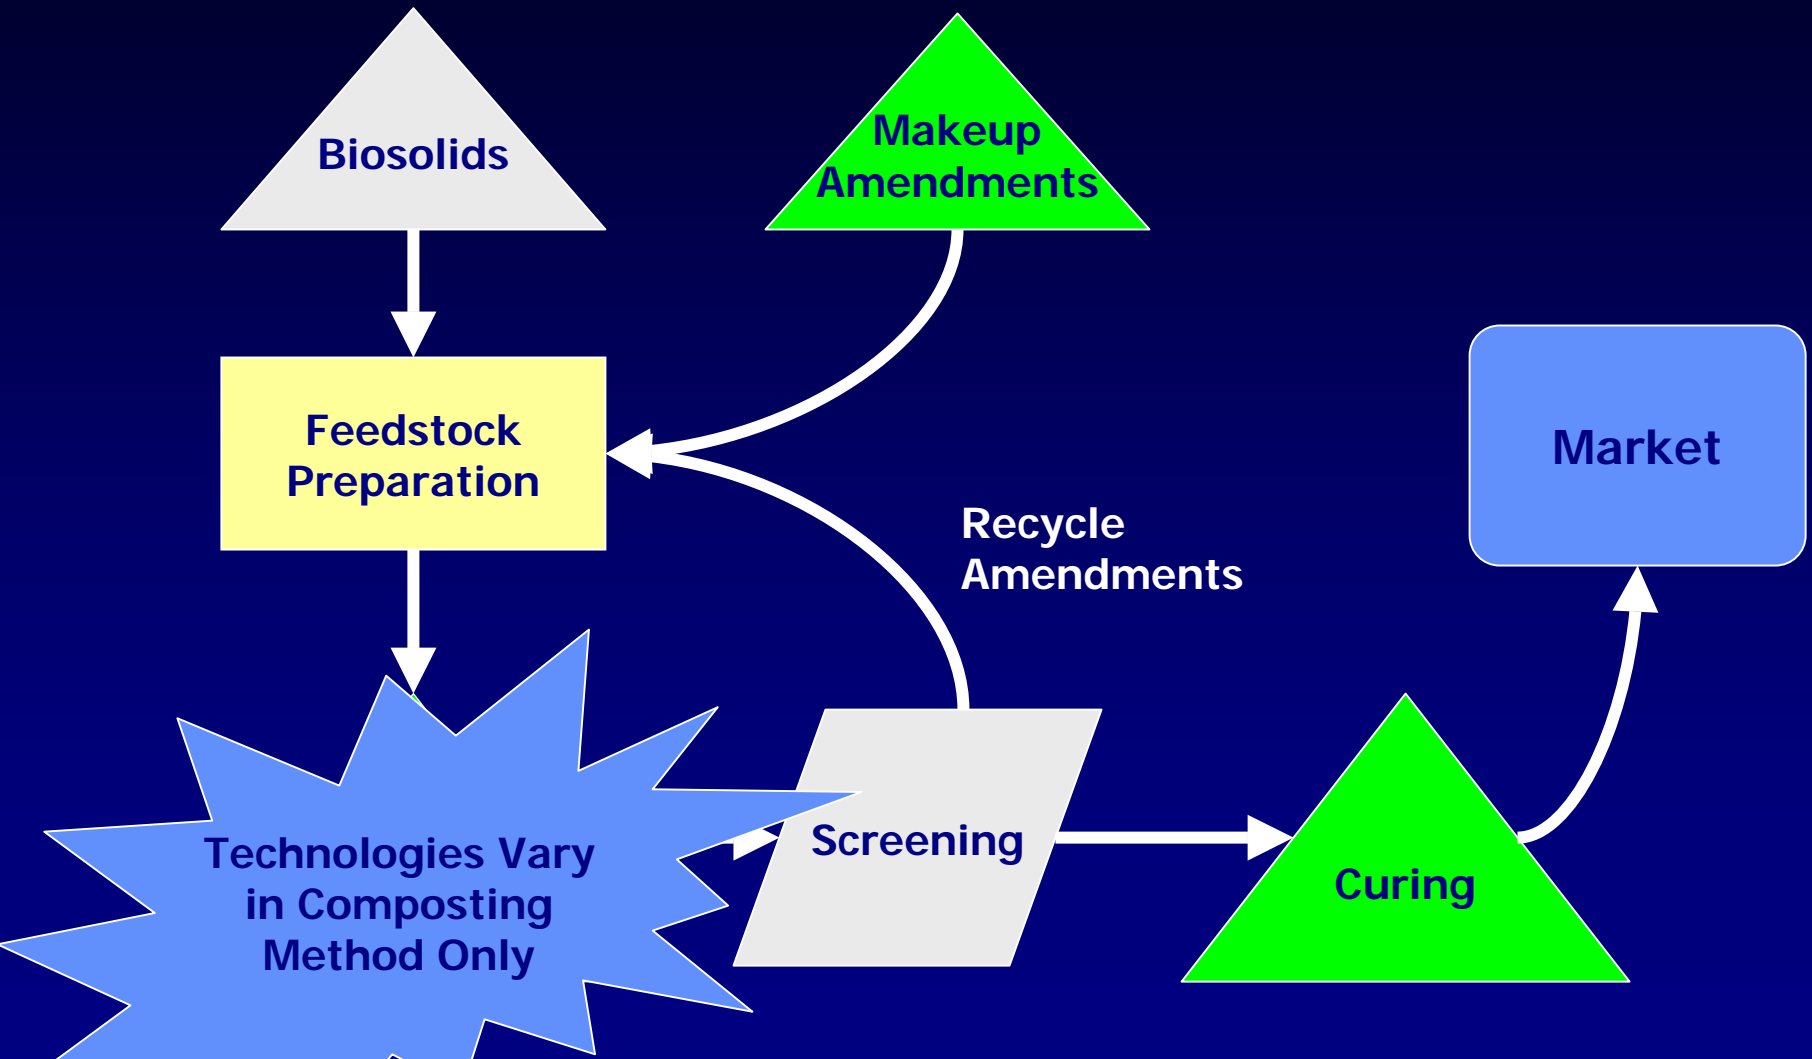 Biosolids
Makeup
Amendments
Feedstock
Preparation
Market
Recycle
Amendments
Technologies Vary
in Composting
Method Only
Screening
Curing